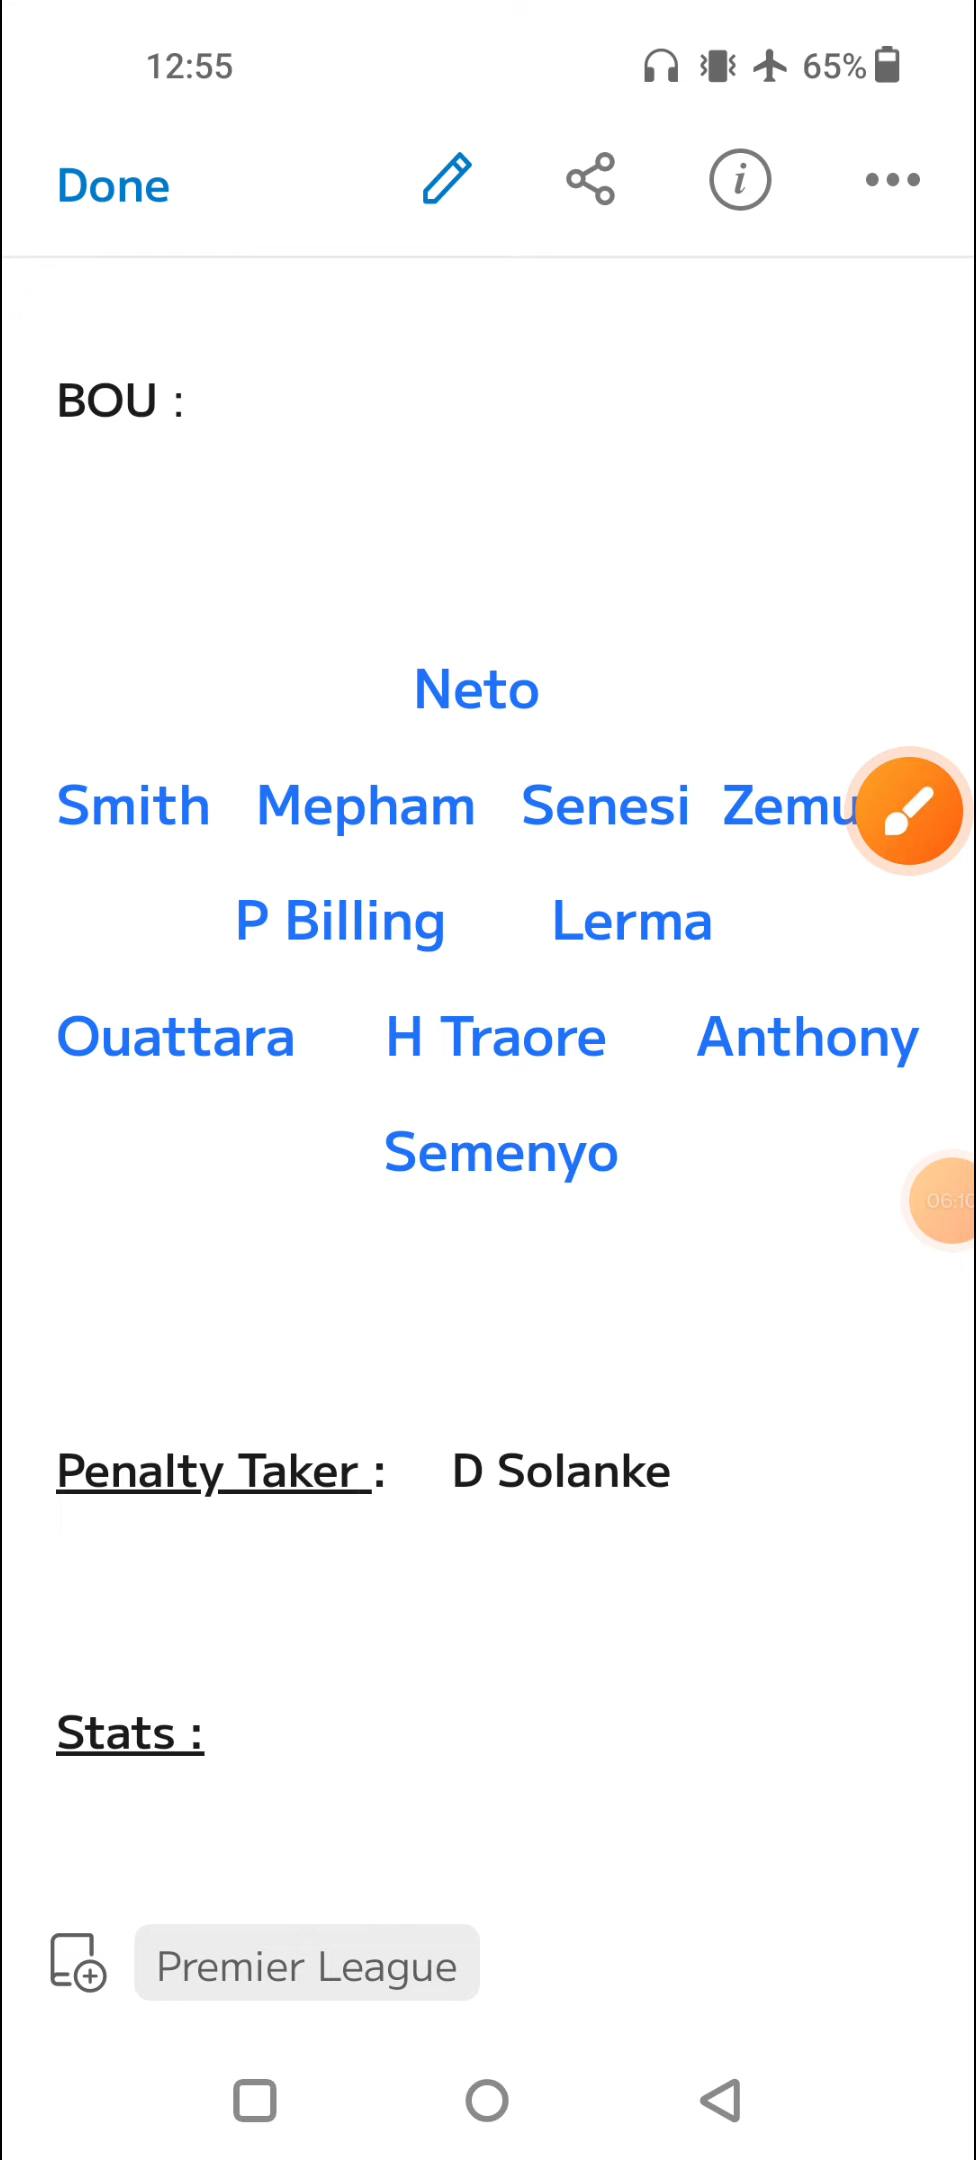 12:55 65%
Done
BOU :
Neto
Smith Mepham Senesi
P Billing Lerma
Ouattara H Traore Anthony
Semenyo
Penalty Taker : D Solanke
Stats :
Premier League